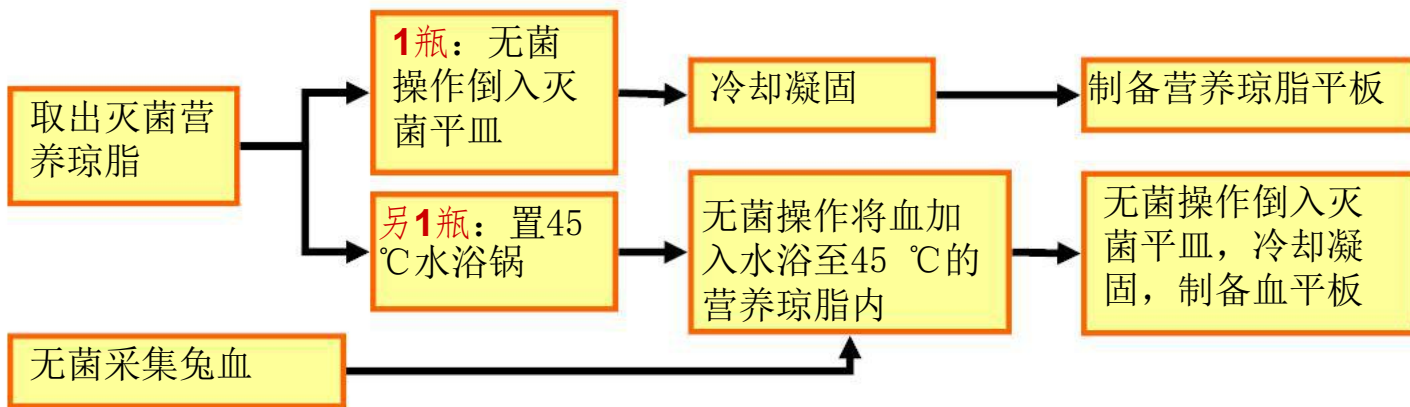 取出灭菌营
养琼脂
1瓶：无菌
操作倒入灭
菌平皿
冷却凝固
制备营养琼脂平板
另1瓶：置45
℃水浴锅
无菌操作将血加
入水浴至45 ℃的
营养琼脂内
无菌操作倒入灭
菌平皿，冷却凝
固，制备血平板
无菌采集兔血